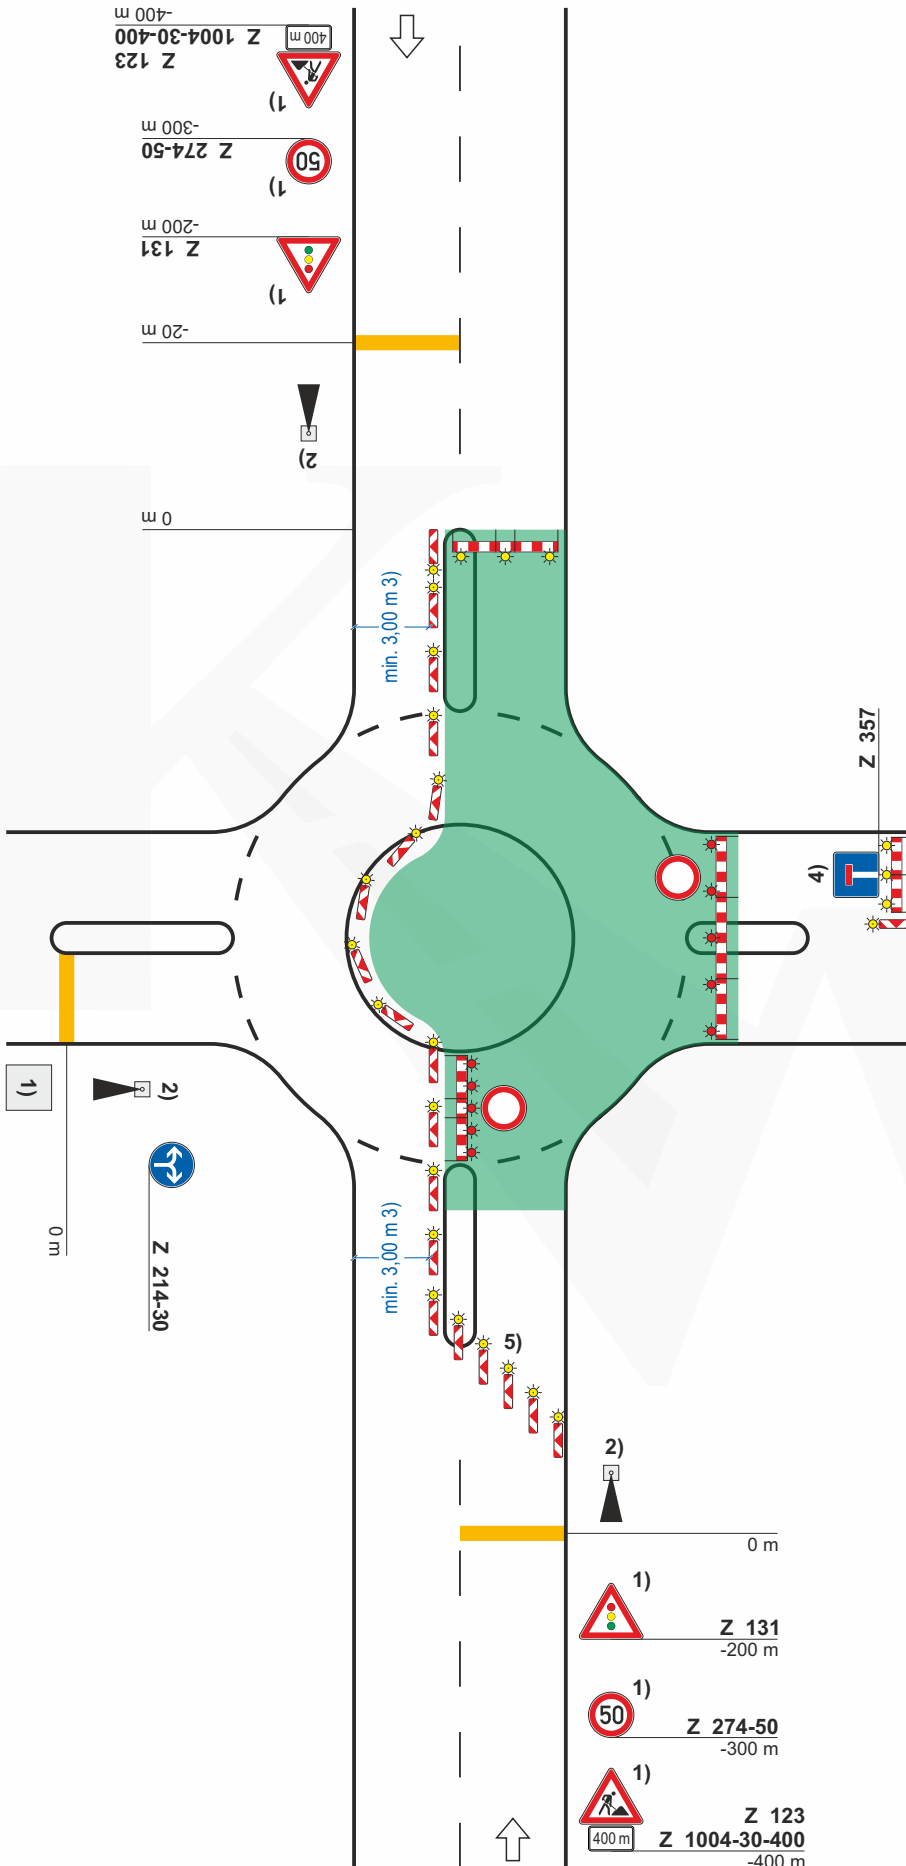 -400 m
Z 1004-30-400
400 m
Z 123
1)
-300 m
Z 274-50
50
1)
-200 m
Z 131
1)
-20 m
2)
0 m
min. 3,00 m 3)
Z 357
4)
1)
2)
0 m
Z 214-30
min. 3,00 m 3)
5)
2)
0 m
1)
Z 131
-200 m
1)
50
Z 274-50
-300 m
1)
Z 123
400 m
Z 1004-30-400
-400 m